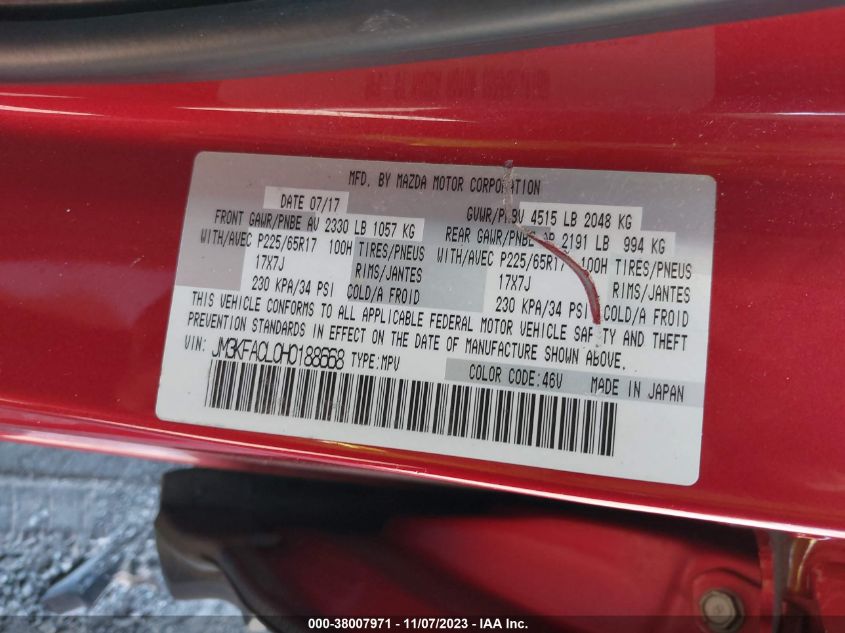 MFD. BY MAZDA MOTOR CORPORATION
DATE 07/17 GVWR/PNBV 4515 LB 2048 KG
FRONT GAWR/PNBE AV 2330 LB 1057 KG REAR GAWR/PNBE AR 2191 LB 994 KG
WITH/AVEC P225/65R17 100H TIRES/PNEUS WITH/AVEC P225/65R17 100H TIRES/PNEUS
17X7J RIMS/JANTES 17X7J RIMS/JANTES
230 KPA/34 PSI COLD/A FROID 230 KPA/34 PSI COLD/A FROID
THIS VEHICLE CONFORMS TO ALL APPLICABLE FEDERAL MOTOR VEHICLE SAFETY AND THEFT
PREVENTION STANDARDS IN EFFECT ON THE DATE OF MANUFACTURE SHOWN ABOVE.
VIN: JM3KFACL0H0188668 TYPE:MPV
COLOR CODE:46V MADE IN JAPAN
000-38007971 - 11/07/2023 - IAA Inc.